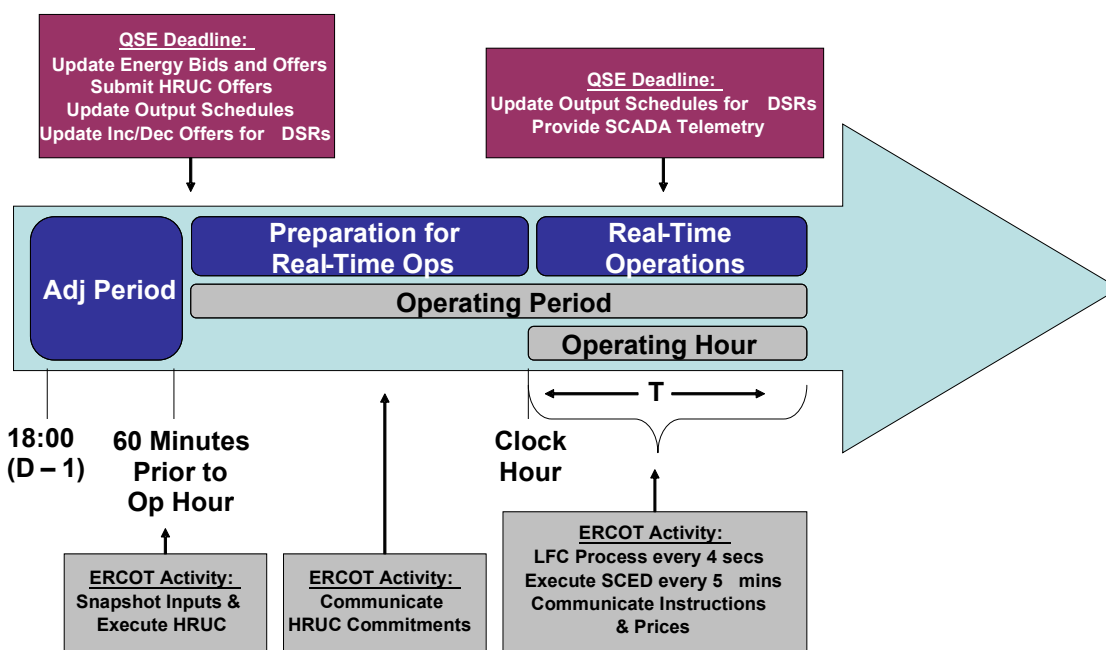 QSE Deadline:
Update Energy Bids and Offers
Submit HRUC Offers
Update Output Schedules
Update Inc/Dec Offers for DSRs
QSE Deadline:
Update Output Schedules for DSRs
Provide SCADA Telemetry
Adj Period
Preparation for
Real-Time Ops
Real-Time
Operations
Operating Period
Operating Hour
T
18:00
(D – 1)
60 Minutes
Prior to
Op Hour
Clock
Hour
ERCOT Activity:
Snapshot Inputs &
Execute HRUC
ERCOT Activity:
Communicate
HRUC Commitments
ERCOT Activity:
LFC Process every 4 secs
Execute SCED every 5 mins
Communicate Instructions
& Prices